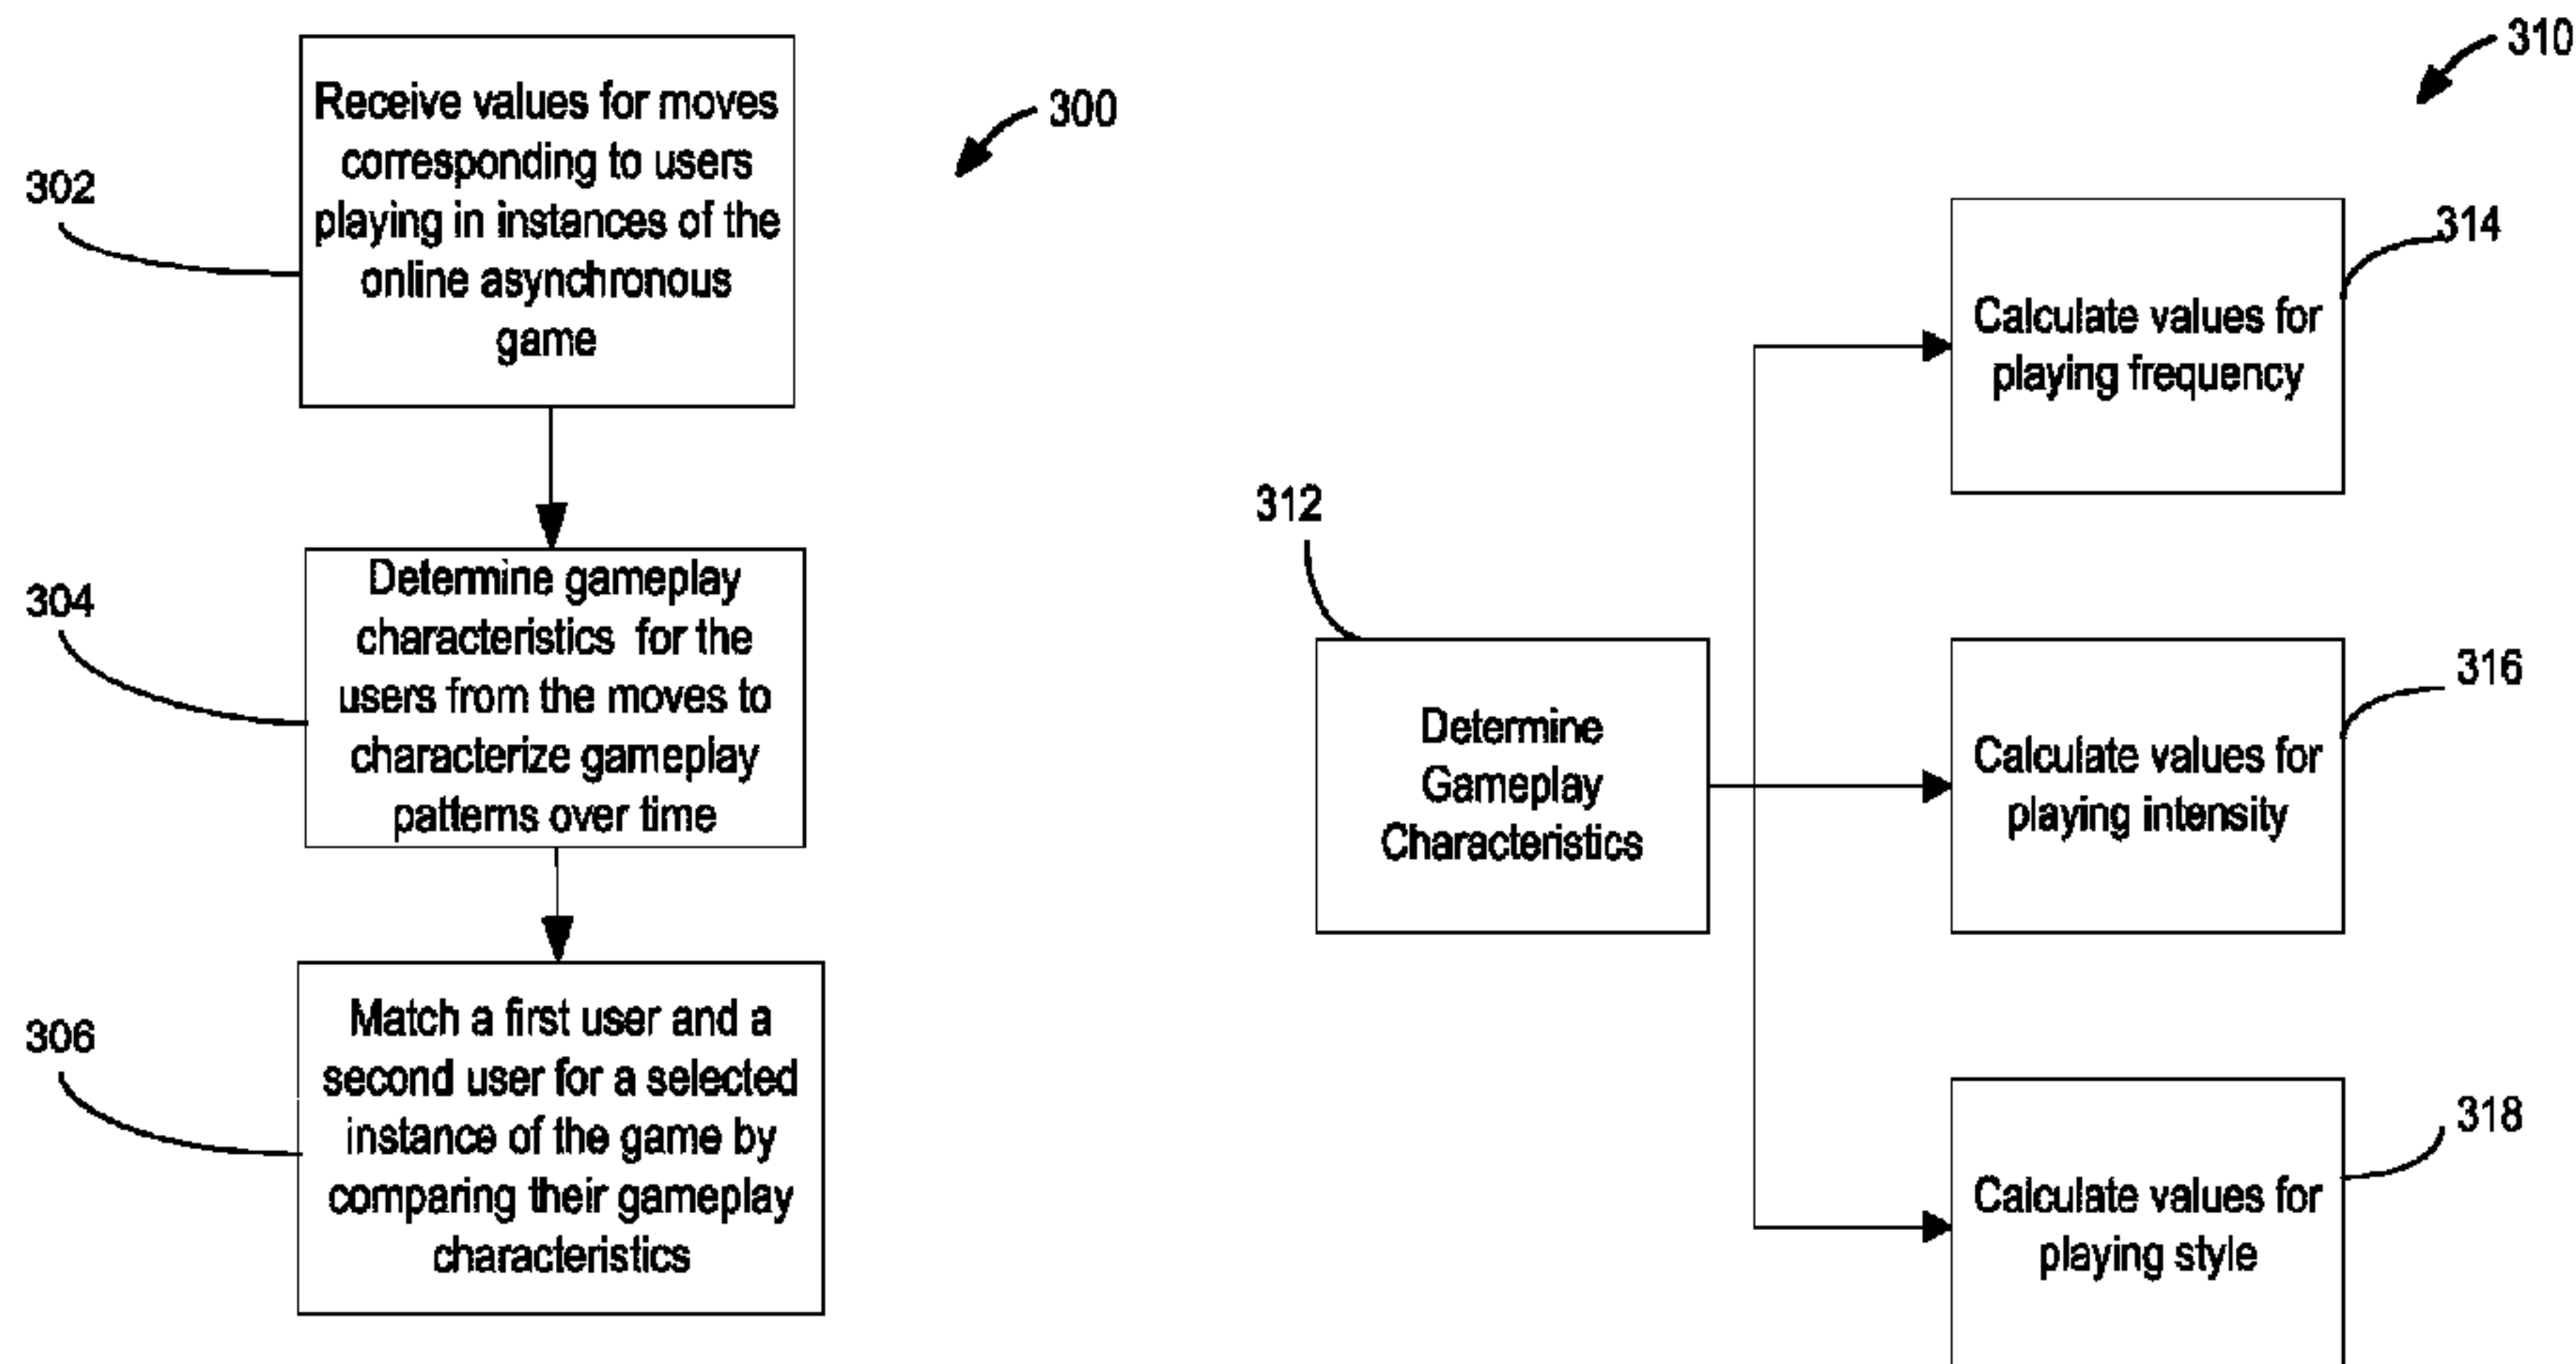 302
Receive values for moves
corresponding to users
playing in instances of the
online asynchronous
game
300
304
Determine gameplay
characteristics for the
users from the moves to
characterize gameplay
patterns over time
306
Match a first user and a
second user for a selected
instance of the game by
comparing their gameplay
characteristics
310
312
Determine
Gameplay
Characteristics
314
Calculate values for
playing frequency
316
Calculate values for
playing intensity
318
Calculate values for
playing style